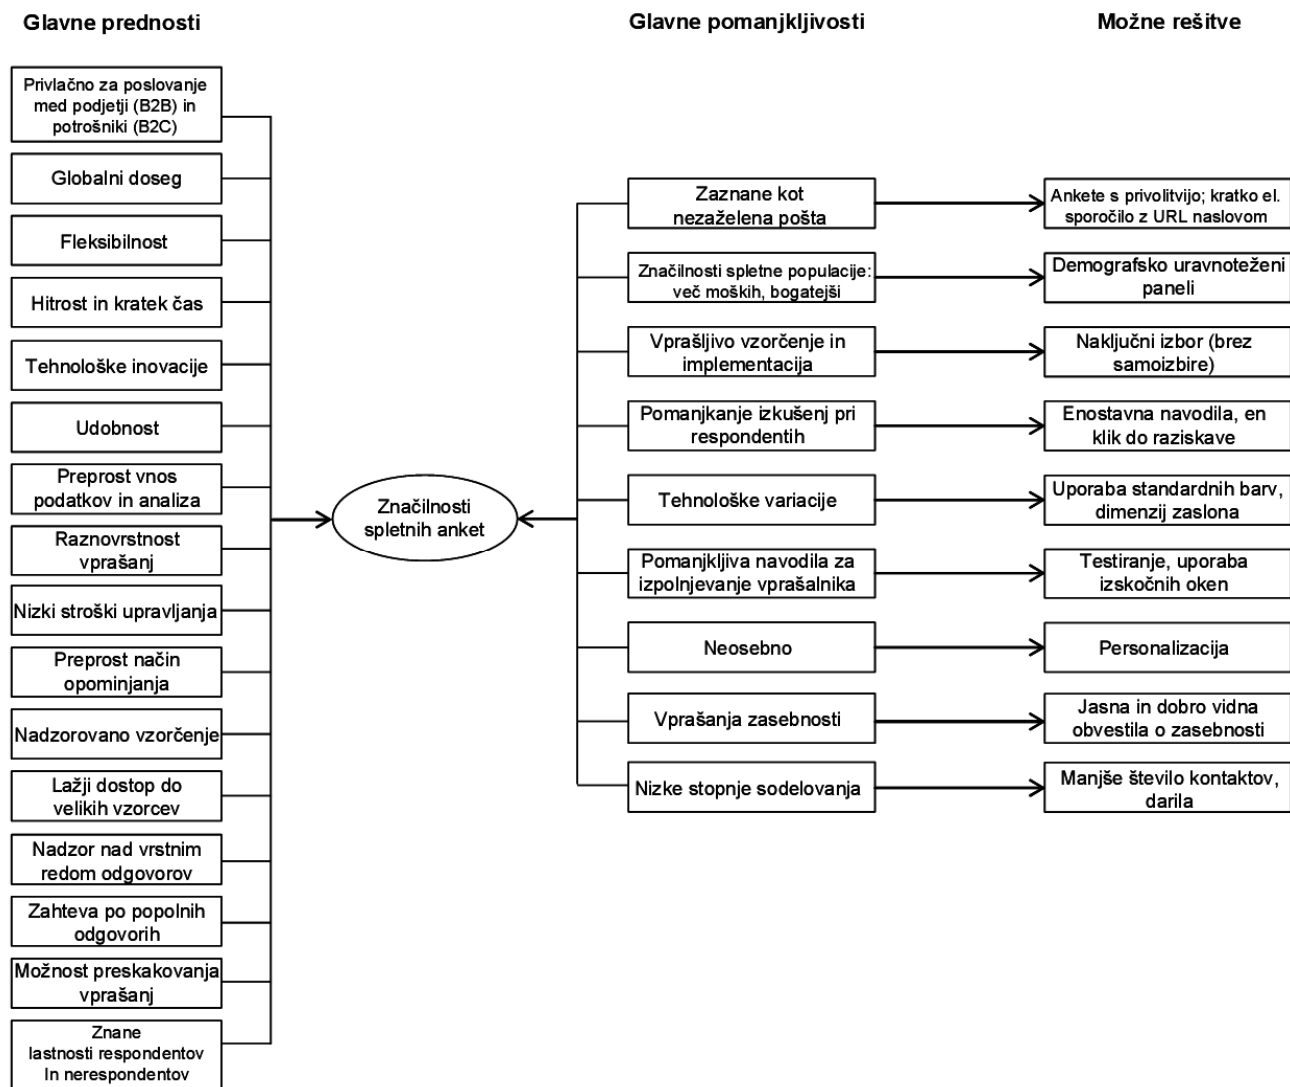 Glavne prednosti
Glavne pomanjkljivosti
Možne rešitve
Privlačno za poslovanje
med podjetji (B2B) in
potrošniki (B2C)
Globalni doseg
Fleksibilnost
Hitrost in kratek čas
Tehnološke inovacije
Udobnost
Preprost vnos
podatkov in analiza
Raznovrstnost
vprašanj
Nizki stroški upravljanja
Preprost način
opominjanja
Nadzorovano vzorčenje
Lažji dostop do
velikih vzorcev
Nadzor nad vrstnim
redom odgovorov
Zahteva po popolnih
odgovorih
Možnost preskakovanja
vprašanj
Znane
lastnosti respondentov
In nerespondentov
Značilnosti
spletnih anket
Zaznane kot
nezaželena pošta
Ankete s privolitvijo; kratko el.
sporočilo z URL naslovom
Značilnosti spletne populacije:
več moških, bogatejši
Demografsko uravnoteženi
paneli
Vprašljivo vzorčenje in
implementacija
Naključni izbor (brez
samoizbire)
Pomanjkanje izkušenj pri
respondentih
Enostavna navodila, en
klik do raziskave
Tehnološke variacije
Uporaba standardnih barv,
dimenzij zaslona
Pomanjkljiva navodila za
izpolnjevanje vprašalnika
Testiranje, uporaba
izskočnih oken
Neosebno
Personalizacija
Vprašanja zasebnosti
Jasna in dobro vidna
obvestila o zasebnosti
Nizke stopnje sodelovanja
Manjše število kontaktov,
darila